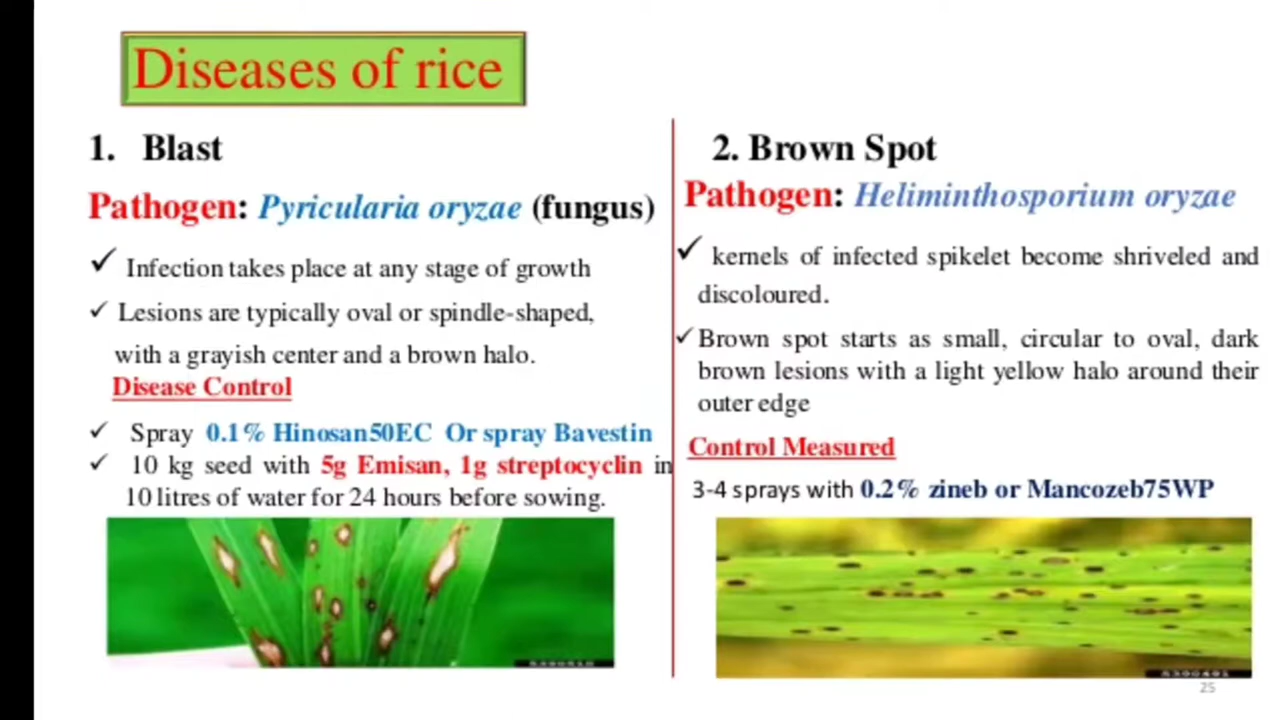 Diseases of rice
1. Blast
Pathogen: Pyricularia oryzae (fungus)
✓ Infection takes place at any stage of growth
✓ Lesions are typically oval or spindle-shaped,
with a grayish center and a brown halo.
Disease Control
✓ Spray 0.1% Hinosan50EC Or spray Bavestin
✓ 10 kg seed with 5g Emisan, 1g streptocyclin in
10 litres of water for 24 hours before sowing.
2. Brown Spot
Pathogen: Heliminthosporium oryzae
✓ kernels of infected spikelet become shriveled and
discoloured.
✓ Brown spot starts as small, circular to oval, dark
brown lesions with a light yellow halo around their
outer edge
Control Measured
3-4 sprays with 0.2% zineb or Mancozeb75WP
25